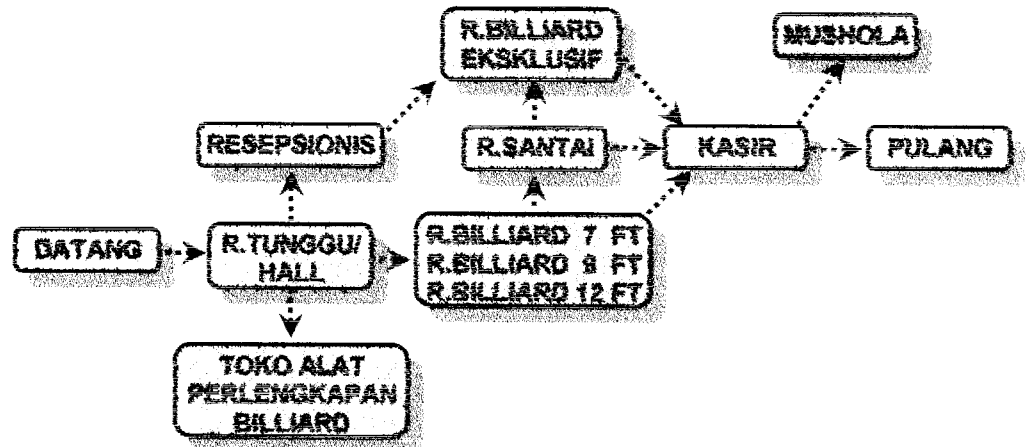 R.BILLIARD
EKSKLUSIF
MUSHOLA
RESEPSIONIS
R.SANTAI
KASIR
PULANG
DATANG
R.TUNGGU/
HALL
R.BILLIARD 7 FT
R.BILLIARD 9 FT
R.BILLIARD 12 FT
TOKO ALAT
PERLENGKAPAN
BILLIARD